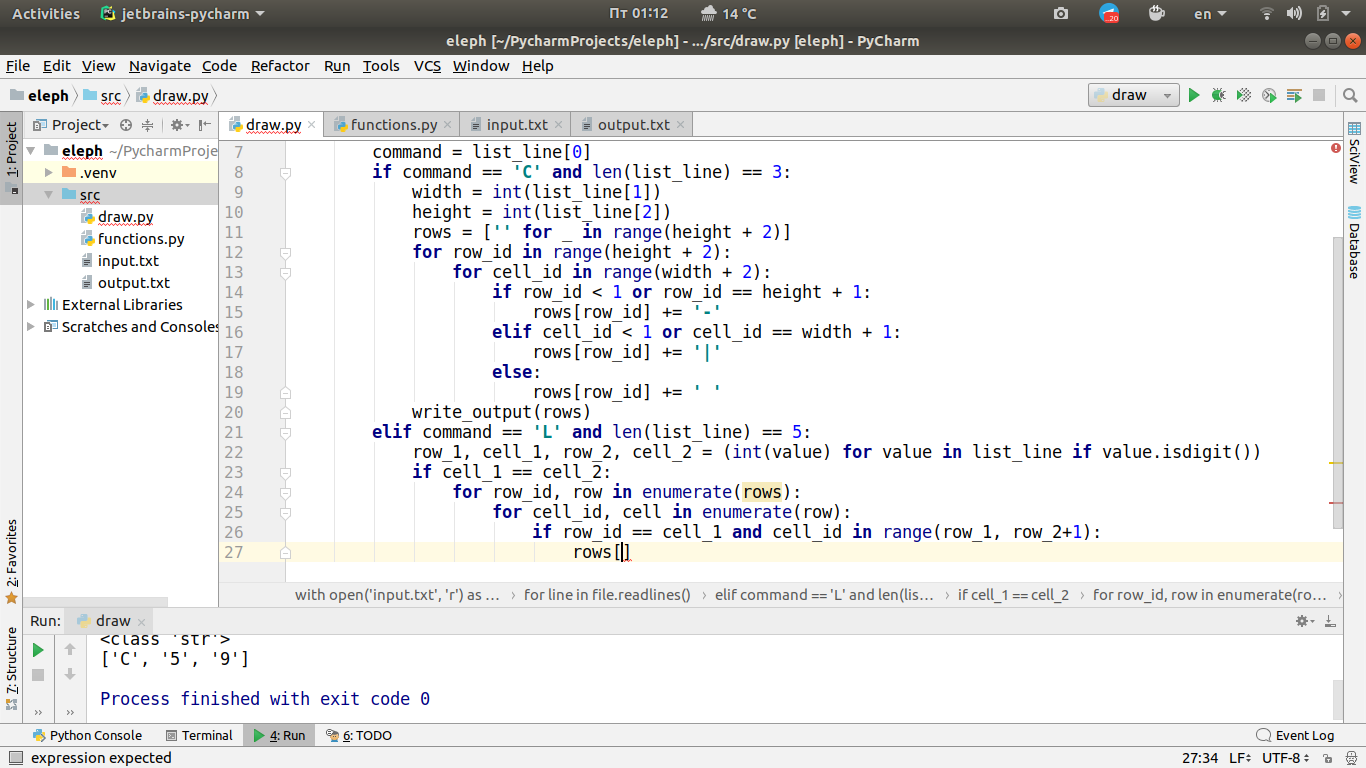 Activities jetbrains-pycharm Пт 01:12 14 °C 20 en
eleph [~/PycharmProjects/eleph] - .../src/draw.py [eleph] - PyCharm
File Edit View Navigate Code Refactor Run Tools VCS Window Help
eleph src draw.py draw
1: Project Project draw.py functions.py input.txt output.txt
eleph ~/PycharmProje
.venv
src
draw.py
functions.py
input.txt
output.txt
External Libraries
Scratches and Consoles
7 command = list_line[0]
8 if command == 'C' and len(list_line) == 3:
9 width = int(list_line[1])
10 height = int(list_line[2])
11 rows = ['' for _ in range(height + 2)]
12 for row_id in range(height + 2):
13 for cell_id in range(width + 2):
14 if row_id < 1 or row_id == height + 1:
15 rows[row_id] += '-'
16 elif cell_id < 1 or cell_id == width + 1:
17 rows[row_id] += '|'
18 else:
19 rows[row_id] += ' '
20 write_output(rows)
21 elif command == 'L' and len(list_line) == 5:
22 row_1, cell_1, row_2, cell_2 = (int(value) for value in list_line if value.isdigit())
23 if cell_1 == cell_2:
24 for row_id, row in enumerate(rows):
25 for cell_id, cell in enumerate(row):
26 if row_id == cell_1 and cell_id in range(row_1, row_2+1):
27 rows[]
with open('input.txt', 'r') as ... for line in file.readlines() elif command == 'L' and len(lis... if cell_1 == cell_2 for row_id, row in enumerate(ro...
SciView
Database
2: Favorites
7: Structure
Run: draw
<class 'str'>
['C', '5', '9']
Process finished with exit code 0
Python Console Terminal 4: Run 6: TODO Event Log
expression expected 27:34 LF UTF-8